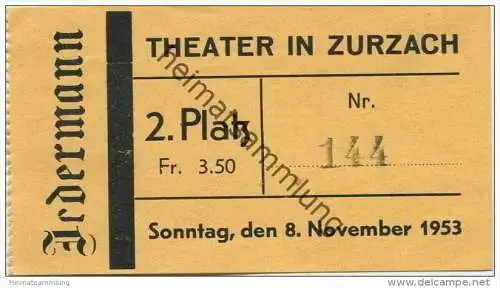 Jedermann
THEATER IN ZURZACH
2. Platz
Fr. 3.50
Nr.
144
Sonntag, den 8. November 1953
heimatsammlung.de
Heimatsammlung
delcampe.net